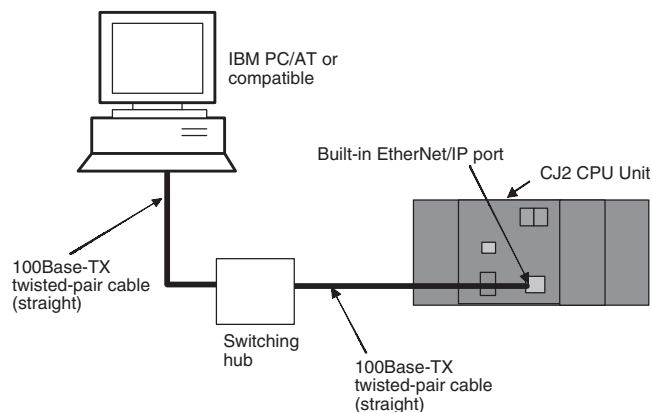 IBM PC/AT or
compatible
Built-in EtherNet/IP port
CJ2 CPU Unit
100Base-TX
twisted-pair cable
(straight)
Switching
hub
100Base-TX
twisted-pair cable
(straight)